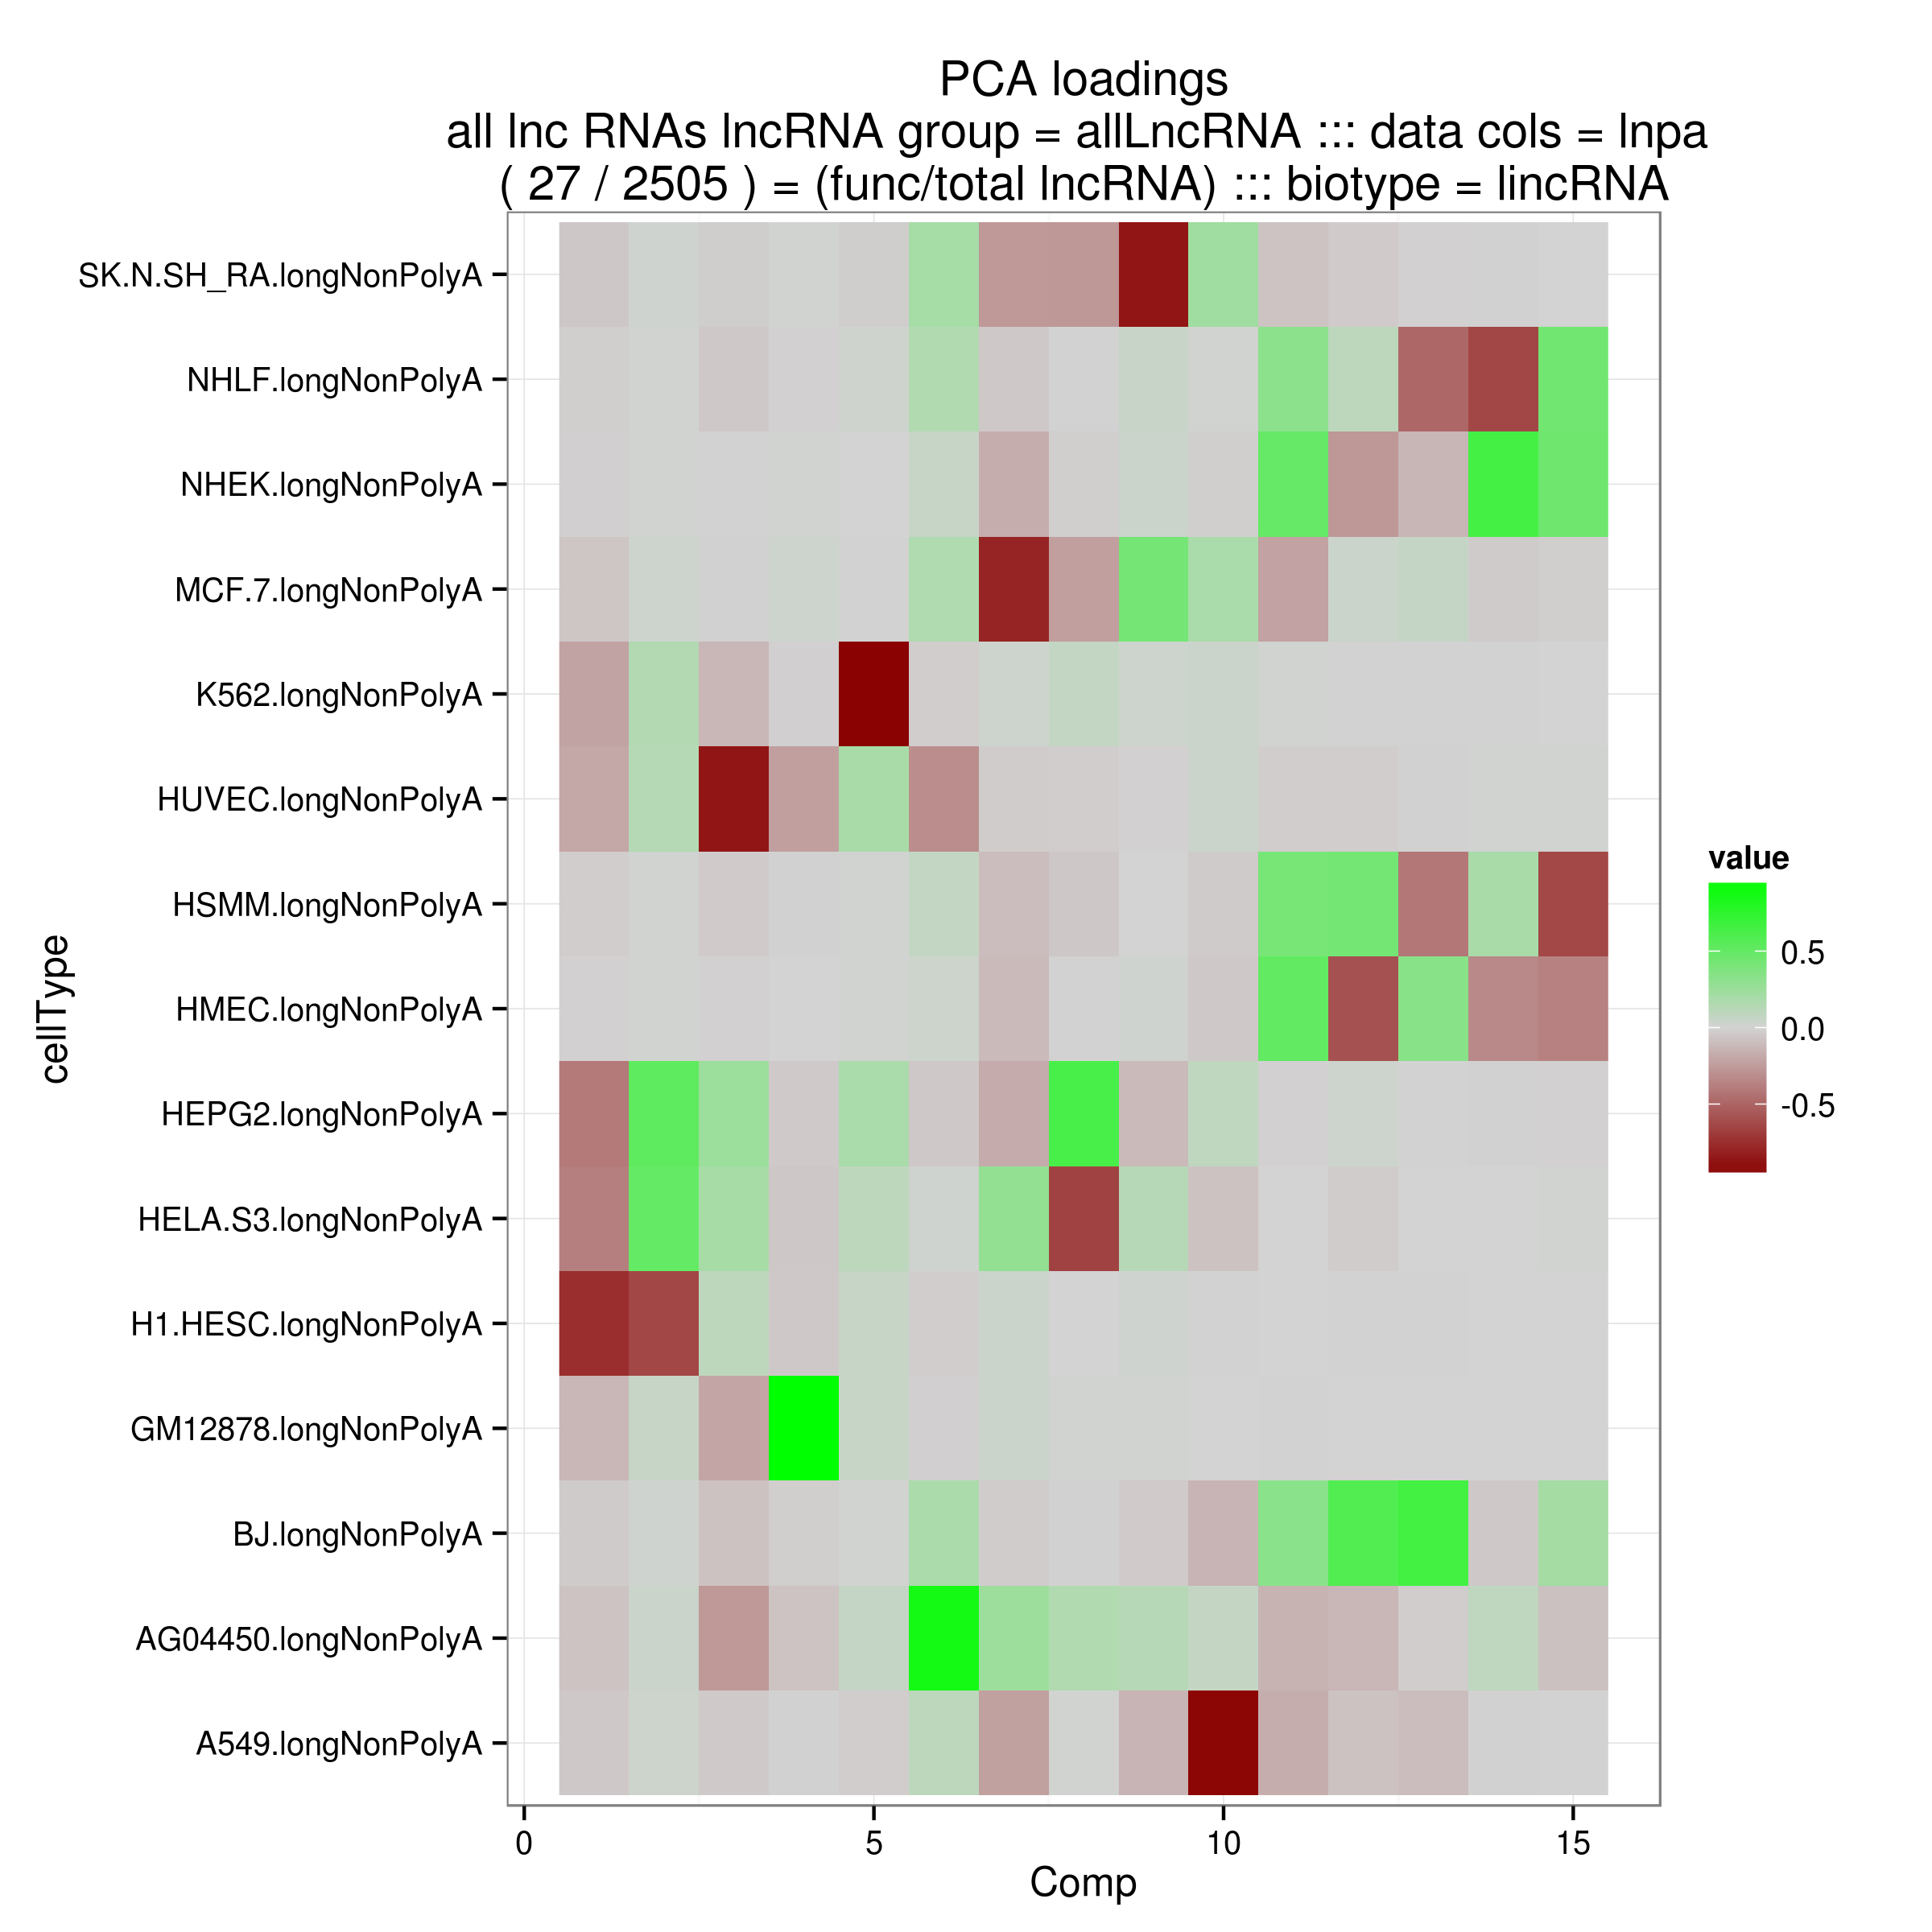 PCA loadings
all lnc RNAs lncRNA group = allLncRNA ::: data cols = lnpa
( 27 / 2505 ) = (func/total lncRNA) ::: biotype = lincRNA
SK.N.SH_RA.longNonPolyA
NHLF.longNonPolyA
NHEK.longNonPolyA
MCF.7.longNonPolyA
K562.longNonPolyA
HUVEC.longNonPolyA
HSMM.longNonPolyA
HMEC.longNonPolyA
HEPG2.longNonPolyA
HELA.S3.longNonPolyA
H1.HESC.longNonPolyA
GM12878.longNonPolyA
BJ.longNonPolyA
AG04450.longNonPolyA
A549.longNonPolyA
cellType
0 5 10 15
Comp
value
0.5
0.0
-0.5